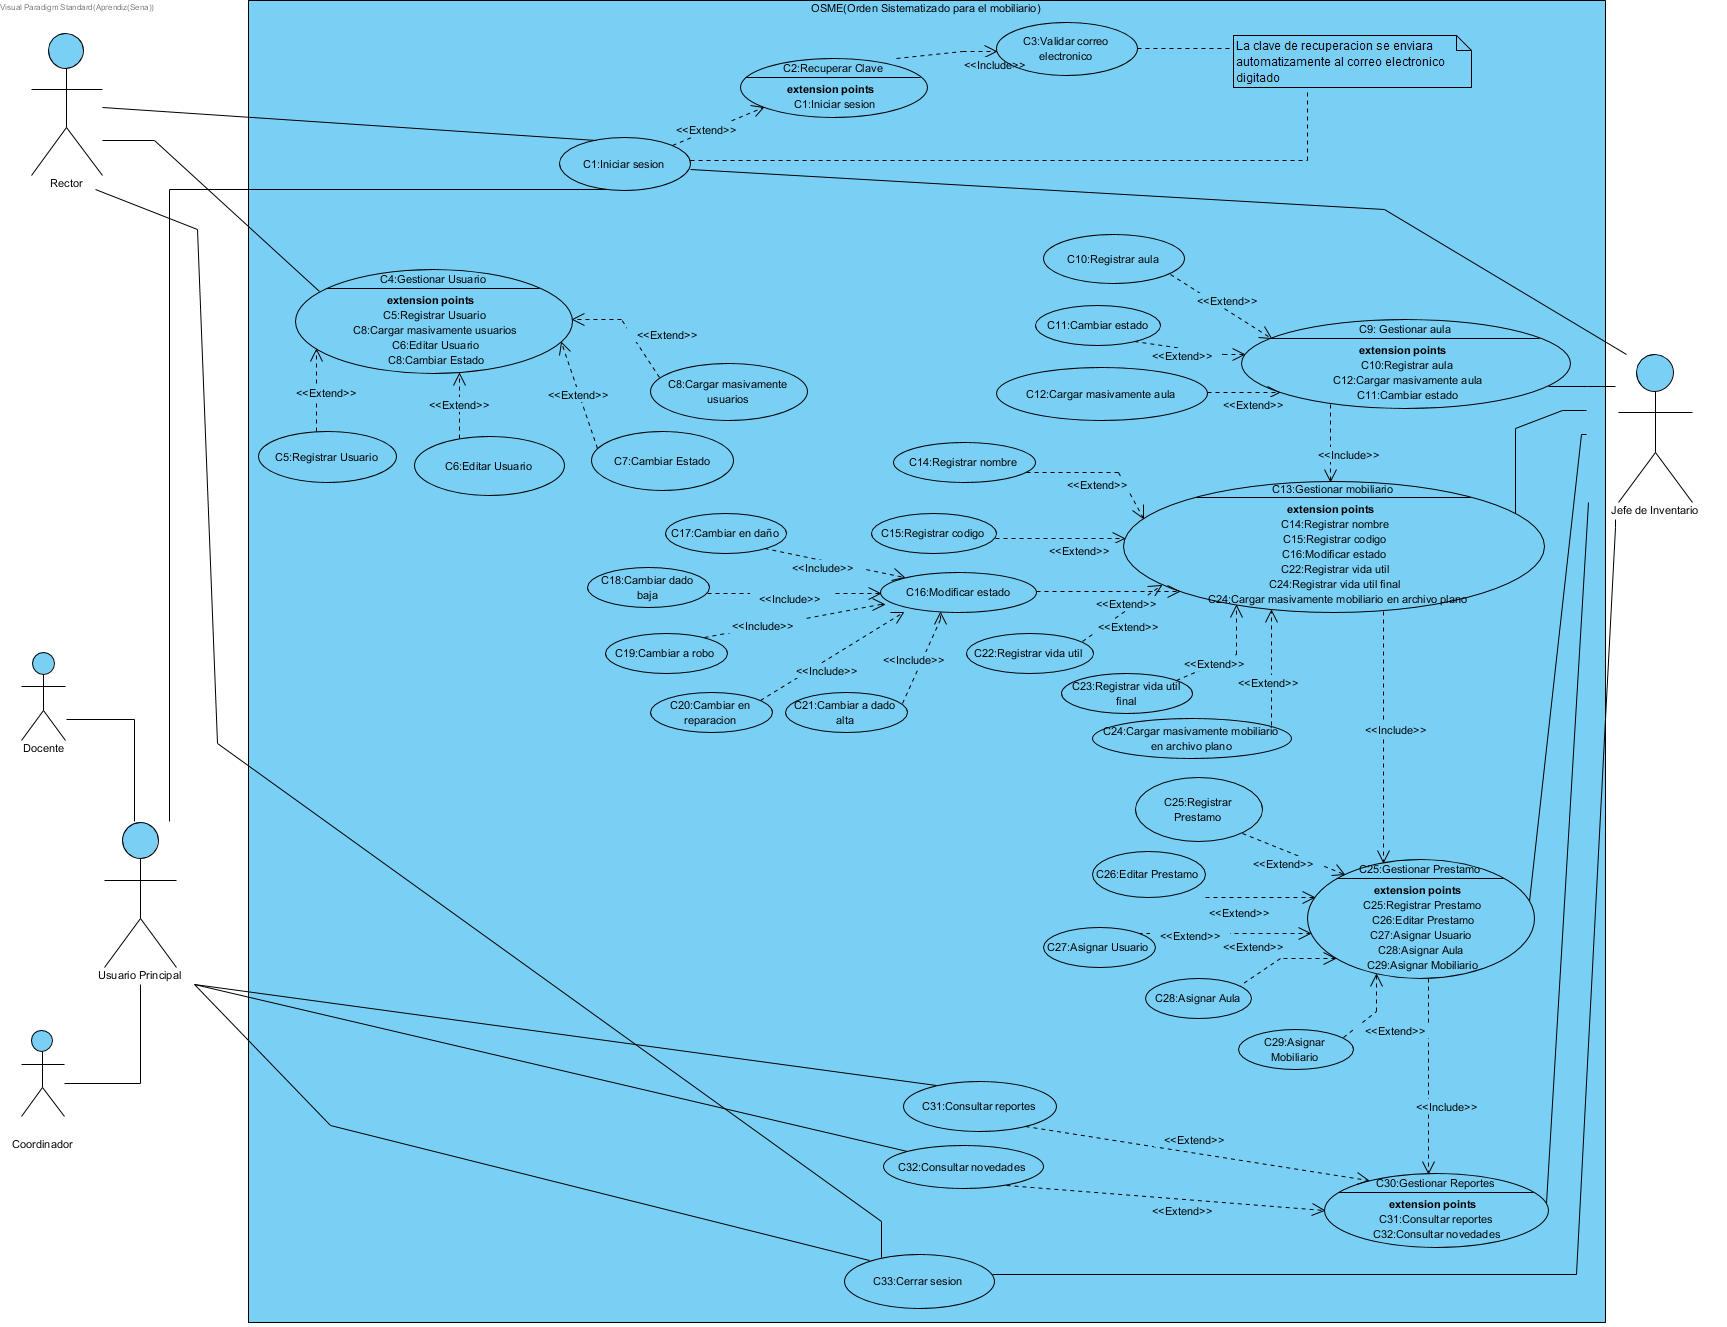 Visual Paradigm Standard(Aprendiz(Sena))
OSME(Orden Sistematizado para el mobiliario)
C3:Validar correo
electronico
La clave de recuperacion se enviara
automatizamente al correo electronico
digitado
<<Include>>
C2:Recuperar Clave
extension points
C1:Iniciar sesion
<<Extend>>
C1:Iniciar sesion
Rector
C4:Gestionar Usuario
extension points
C5:Registrar Usuario
C8:Cargar masivamente usuarios
C6:Editar Usuario
C8:Cambiar Estado
<<Extend>>
<<Extend>>
<<Extend>>
<<Extend>>
C8:Cargar masivamente
usuarios
C5:Registrar Usuario
C6:Editar Usuario
C7:Cambiar Estado
C10:Registrar aula
<<Extend>>
C11:Cambiar estado
<<Extend>>
C12:Cargar masivamente aula
<<Extend>>
C9: Gestionar aula
extension points
C10:Registrar aula
C12:Cargar masivamente aula
C11:Cambiar estado
<<Include>>
Jefe de Inventario
C14:Registrar nombre
<<Extend>>
C15:Registrar codigo
<<Extend>>
C13:Gestionar mobiliario
extension points
C14:Registrar nombre
C15:Registrar codigo
C16:Modificar estado
C22:Registrar vida util
C24:Registrar vida util final
C24:Cargar masivamente mobiliario en archivo plano
C17:Cambiar en daño
<<Include>>
C18:Cambiar dado
baja
<<Include>>
C16:Modificar estado
<<Extend>>
C19:Cambiar a robo
<<Include>>
C20:Cambiar en
reparacion
<<Include>>
C21:Cambiar a dado
alta
<<Include>>
C22:Registrar vida util
<<Extend>>
C23:Registrar vida util
final
<<Extend>>
C24:Cargar masivamente mobiliario
en archivo plano
<<Extend>>
<<Include>>
Docente
Usuario Principal
Coordinador
C25:Registrar
Prestamo
<<Extend>>
C26:Editar Prestamo
<<Extend>>
C27:Asignar Usuario
<<Extend>>
<<Extend>>
C28:Asignar Aula
C29:Asignar
Mobiliario
<<Extend>>
C25:Gestionar Prestamo
extension points
C25:Registrar Prestamo
C26:Editar Prestamo
C27:Asignar Usuario
C28:Asignar Aula
C29:Asignar Mobiliario
<<Include>>
C31:Consultar reportes
<<Extend>>
C32:Consultar novedades
<<Extend>>
C30:Gestionar Reportes
extension points
C31:Consultar reportes
C32:Consultar novedades
C33:Cerrar sesion